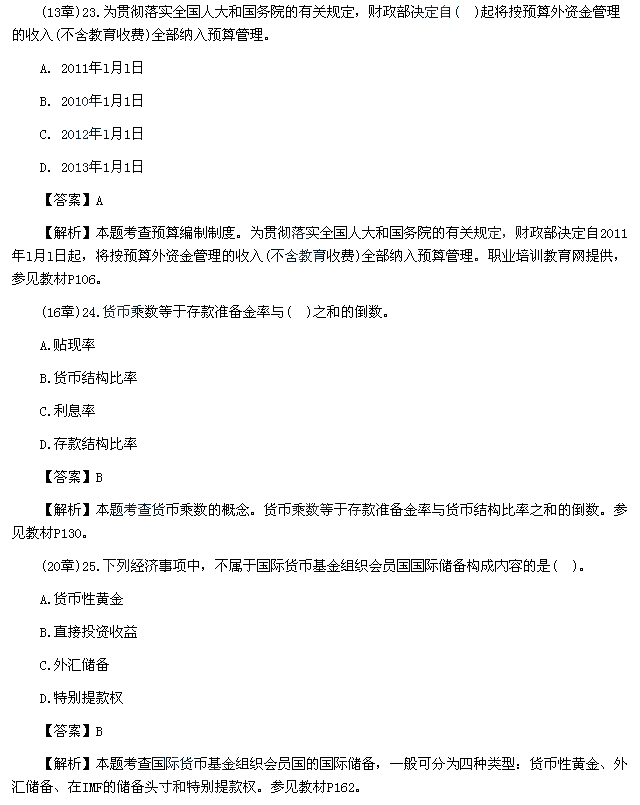 (13章)23.为贯彻落实全国人大和国务院的有关规定，财政部决定自(  )起将按预算外资金管理
的收入(不含教育收费)全部纳入预算管理。
A. 2011年1月1日
B. 2010年1月1日
C. 2012年1月1日
D. 2013年1月1日
【答案】A
【解析】本题考查预算编制制度。为贯彻落实全国人大和国务院的有关规定，财政部决定自2011
年1月1日起，将按预算外资金管理的收入(不含教育收费)全部纳入预算管理。职业培训教育网提供，
参见教材P106。
(16章)24.货币乘数等于存款准备金率与(  )之和的倒数。
A.贴现率
B.货币结构比率
C.利息率
D.存款结构比率
【答案】B
【解析】本题考查货币乘数的概念。货币乘数等于存款准备金率与货币结构比率之和的倒数。参
见教材P130。
(20章)25.下列经济事项中，不属于国际货币基金组织会员国国际储备构成内容的是(  )。
A.货币性黄金
B.直接投资收益
C.外汇储备
D.特别提款权
【答案】B
【解析】本题考查国际货币基金组织会员国的国际储备，一般可分为四种类型：货币性黄金、外
汇储备、在IMF的储备头寸和特别提款权。参见教材P162。